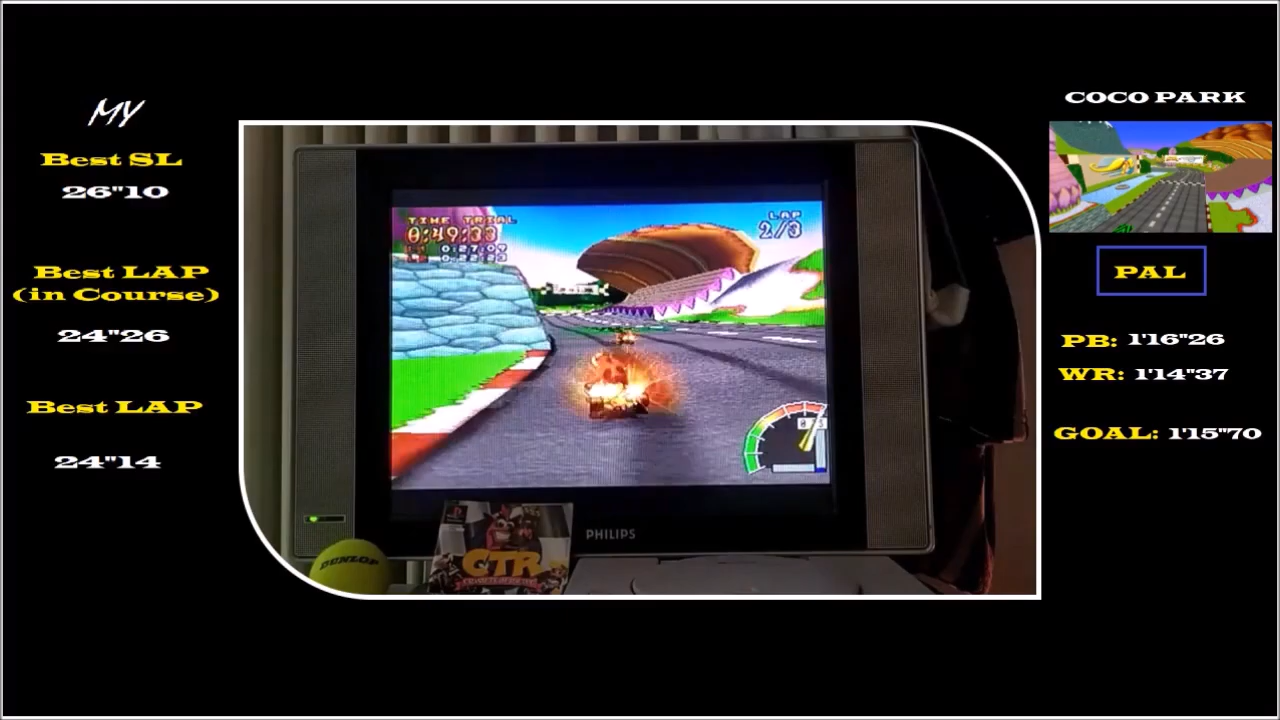 MY
Best SL
26"10
Best LAP
(in Course)
24"26
Best LAP
24"14
TIME TRIAL
0:49:33
LAP
2/3
PHILIPS
DUNLOP
CTR
COCO PARK
PAL
PB: 1'16"26
WR: 1'14"37
GOAL: 1'15"70